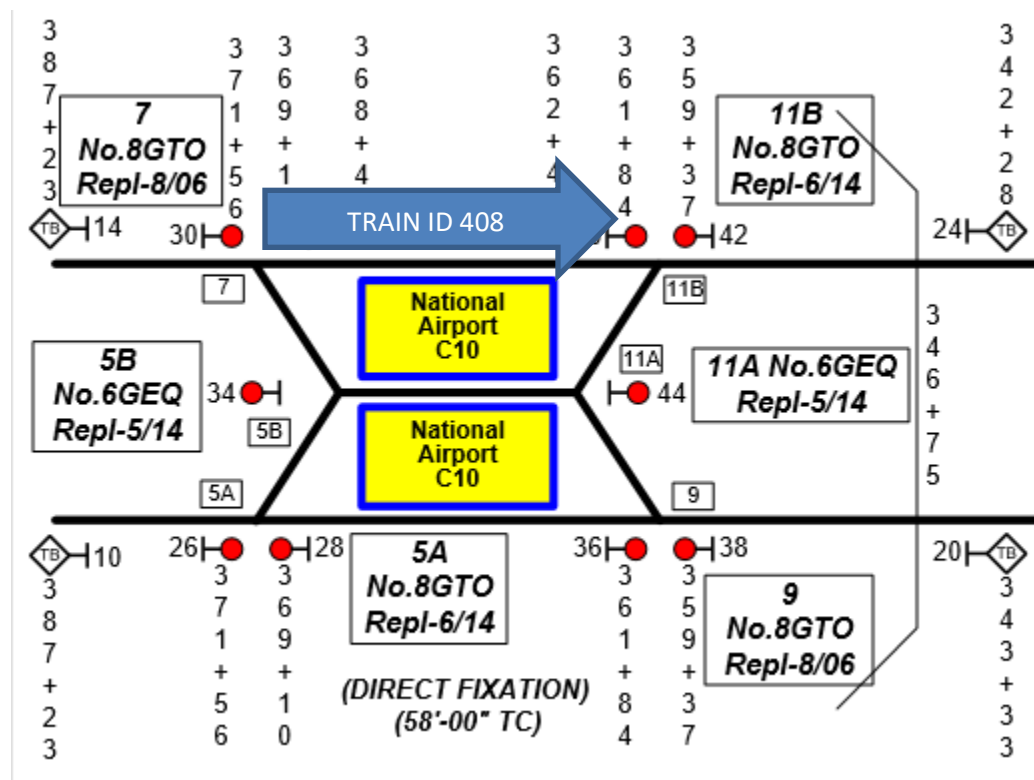 387+23
371+56
369+1
368+4
362+
361+84
359+37
342+28
7
No.8GTO
Repl-8/06
11B
No.8GTO
Repl-6/14
TRAIN ID 408
TB
14
30
42
24
TB
7
11B
National
Airport
C10
5B
No.6GEQ
Repl-5/14
34
5B
11A
44
11A No.6GEQ
Repl-5/14
346+75
National
Airport
C10
5A
9
TB
10
26
28
36
38
20
TB
5A
No.8GTO
Repl-6/14
9
No.8GTO
Repl-8/06
387+23
371+56
369+10
(DIRECT FIXATION)
(58'-00" TC)
361+84
359+37
343+33